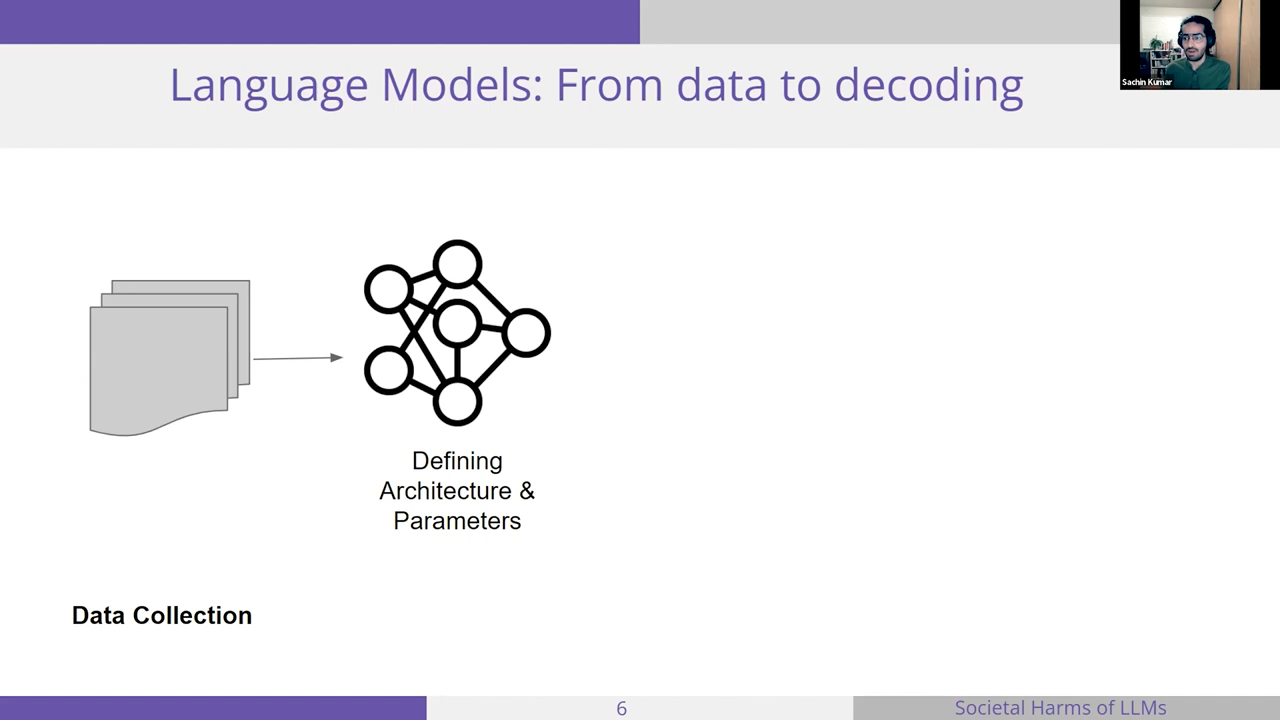 Sachin Kumar
Language Models: From data to decoding
Defining
Architecture &
Parameters
Data Collection
6
Societal Harms of LLMs